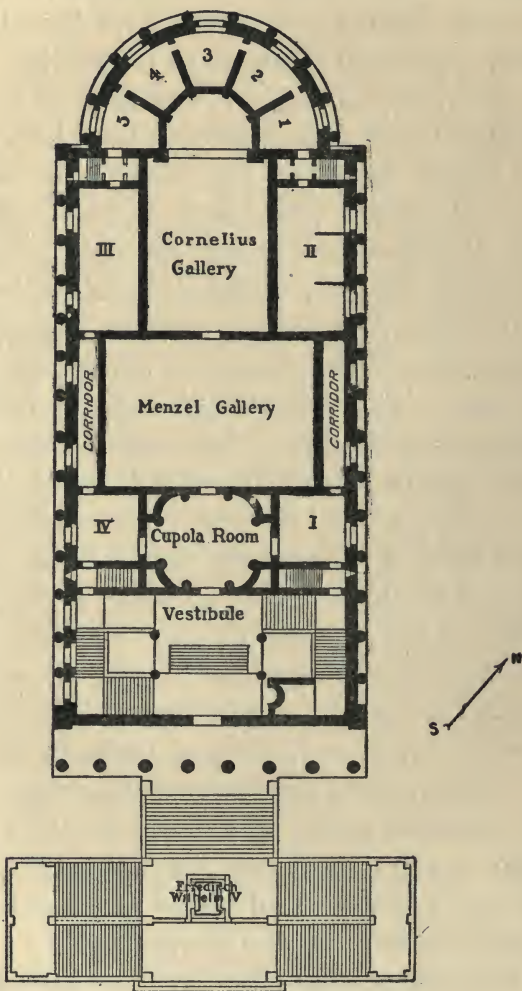 3
4
2
5
1
III
Cornelius
Gallery
II
CORRIDOR
Menzel Gallery
CORRIDOR
IV
Cupola Room
I
Vestibule
N
S
Friedrich
Wilhelm IV